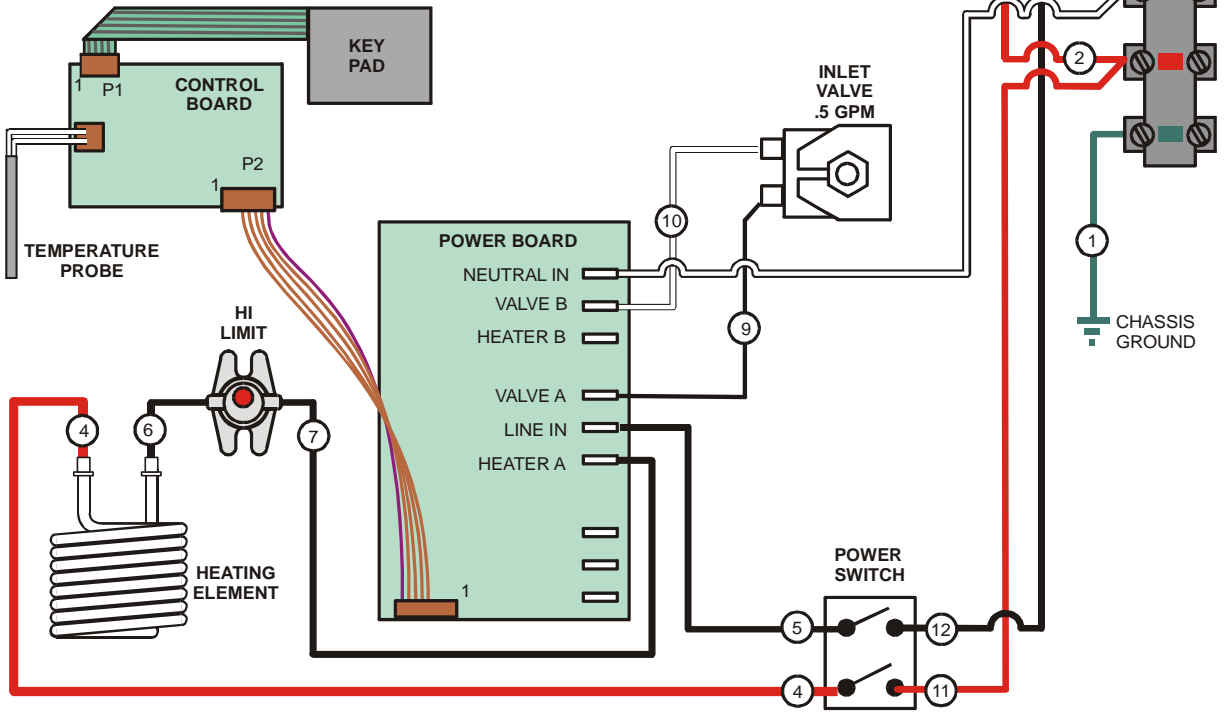 KEY
PAD
1
P1
CONTROL
BOARD
2
INLET
VALVE
.5 GPM
P2
1
TEMPERATURE
PROBE
10
1
POWER BOARD
NEUTRAL IN
VALVE B
HEATER B
VALVE A
LINE IN
HEATER A
1
9
CHASSIS
GROUND
HI
LIMIT
4
6
7
HEATING
ELEMENT
POWER
SWITCH
5
12
4
11